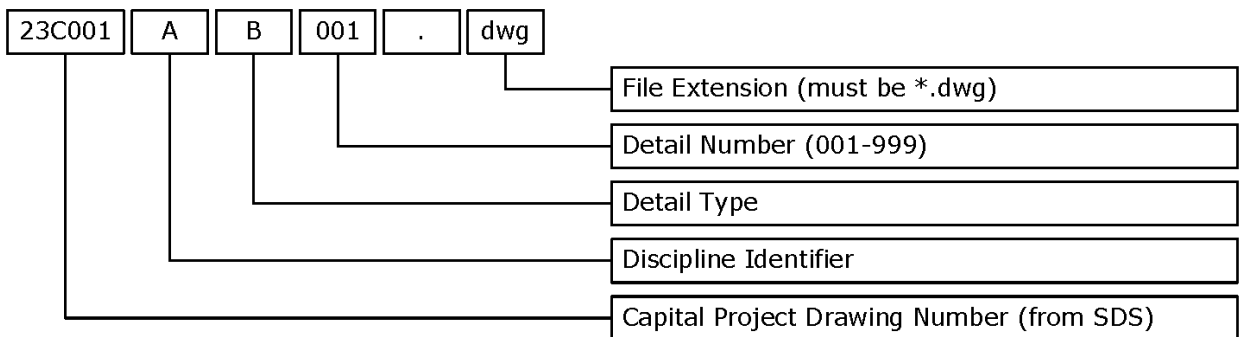 23C001 A B 001 . dwg
File Extension (must be *.dwg)
Detail Number (001-999)
Detail Type
Discipline Identifier
Capital Project Drawing Number (from SDS)